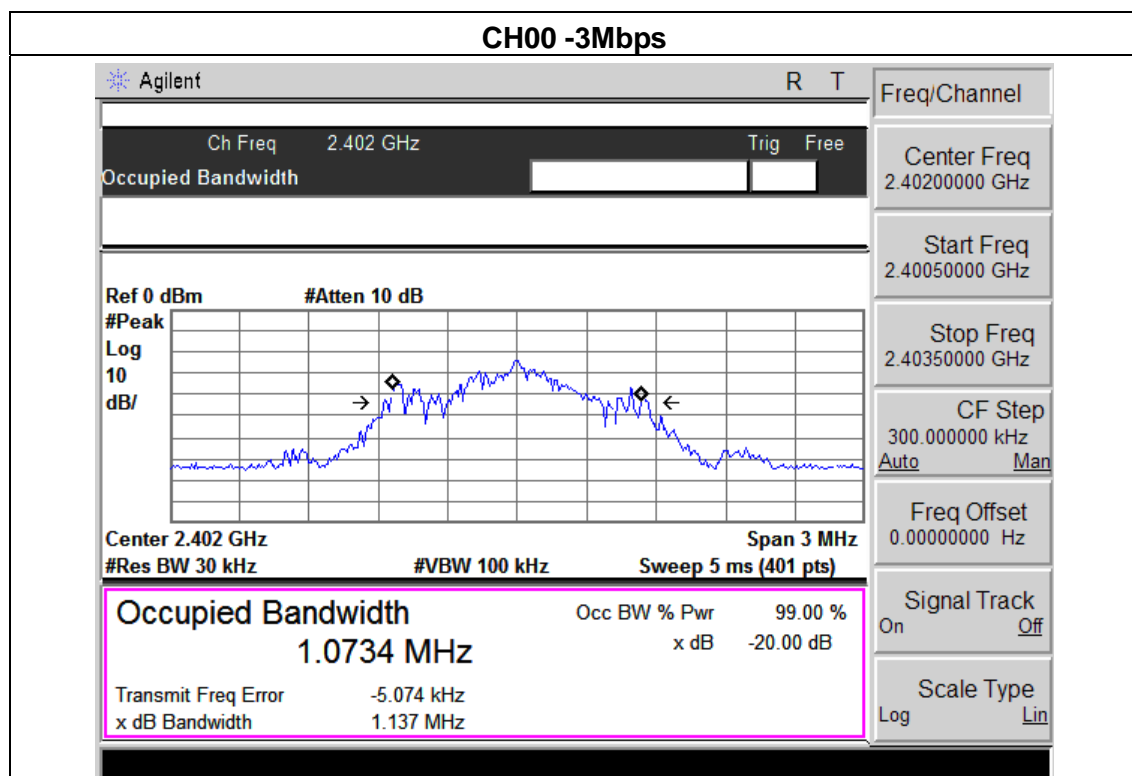 CH00 -3Mbps
Agilent R T
Freq/Channel
Ch Freq 2.402 GHz Trig Free
Occupied Bandwidth
Center Freq
2.40200000 GHz
Start Freq
2.40050000 GHz
Ref 0 dBm #Atten 10 dB
#Peak
Log
10
dB/
Stop Freq
2.40350000 GHz
CF Step
300.000000 kHz
Auto Man
Center 2.402 GHz Span 3 MHz
#Res BW 30 kHz #VBW 100 kHz Sweep 5 ms (401 pts)
Freq Offset
0.00000000 Hz
Occupied Bandwidth Occ BW % Pwr 99.00 %
1.0734 MHz x dB -20.00 dB
Transmit Freq Error -5.074 kHz
x dB Bandwidth 1.137 MHz
Signal Track
On Off
Scale Type
Log Lin